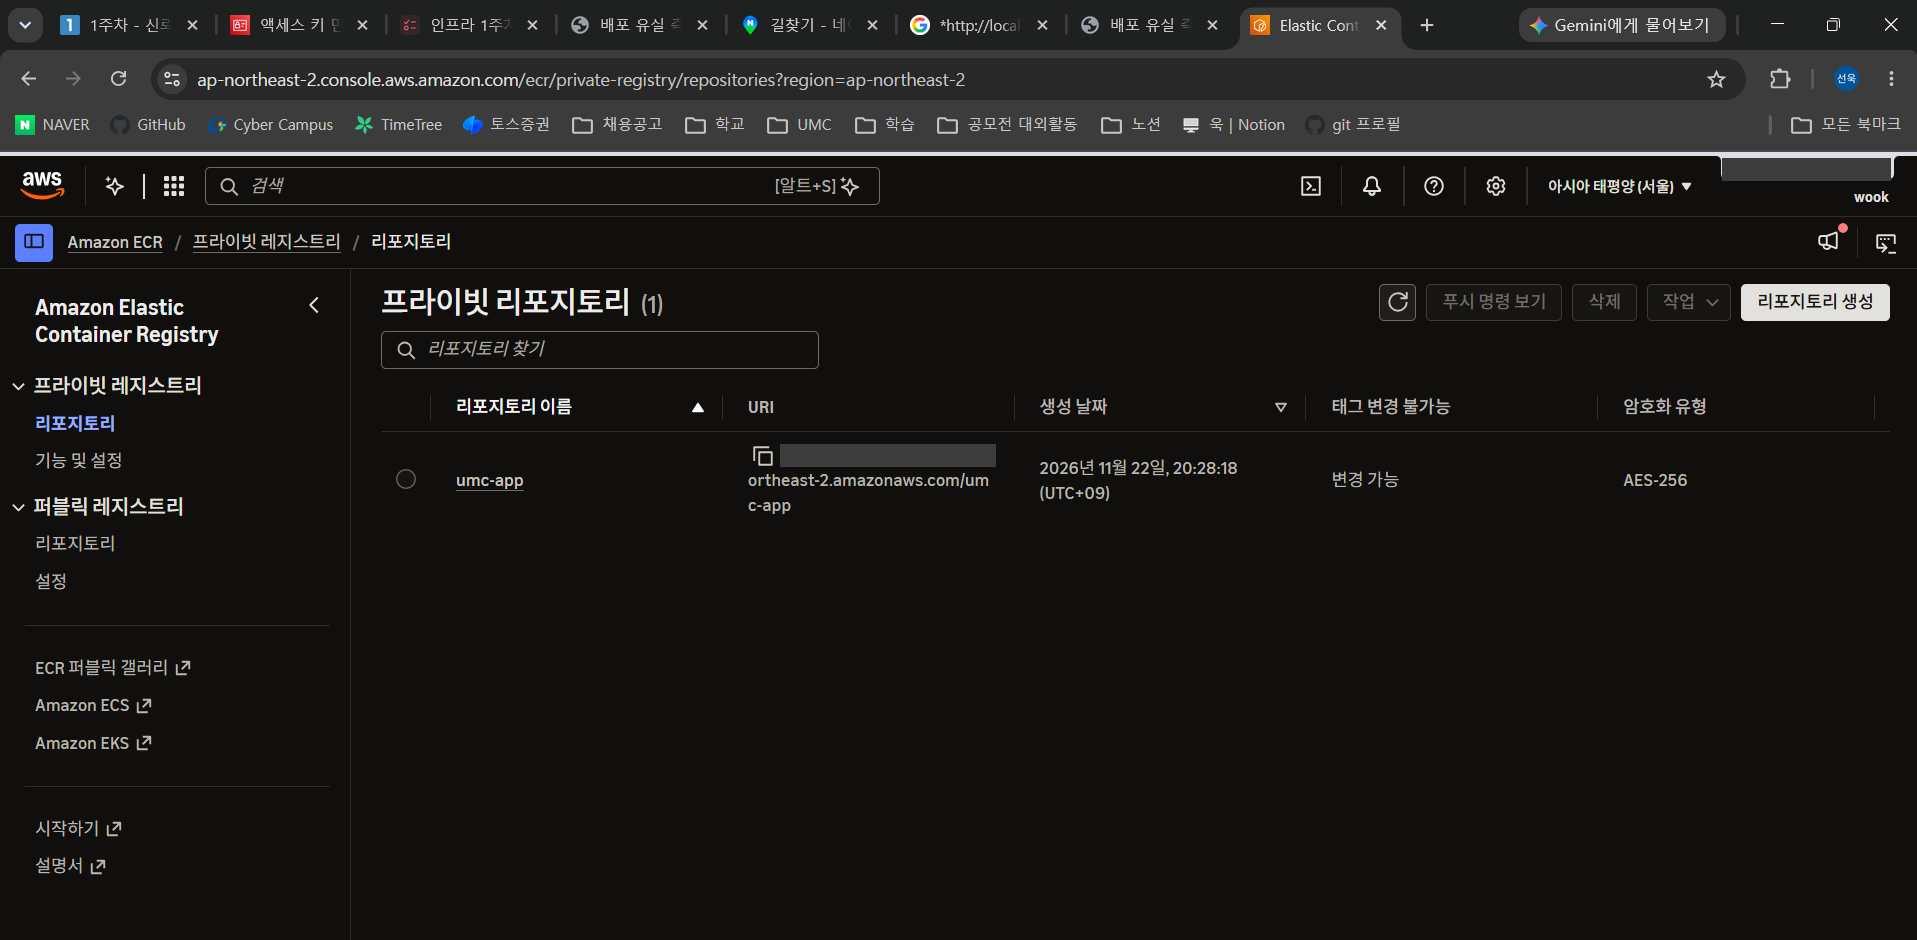 1주차 - 신뢰
액세스 키 만
인프라 1주차
배포 유실 즉
길찾기 - 네이
*http://local
배포 유실 즉
Elastic Cont
Gemini에게 물어보기
ap-northeast-2.console.aws.amazon.com/ecr/private-registry/repositories?region=ap-northeast-2
선욱
NAVER
GitHub
Cyber Campus
TimeTree
토스증권
채용공고
학교
UMC
학습
공모전 대외활동
노션
욱 | Notion
git 프로필
모든 북마크
aws
검색
[알트+S]
아시아 태평양 (서울)
wook
Amazon ECR / 프라이빗 레지스트리 / 리포지토리
Amazon Elastic
Container Registry
프라이빗 레지스트리
리포지토리
기능 및 설정
퍼블릭 레지스트리
리포지토리
설정
ECR 퍼블릭 갤러리
Amazon ECS
Amazon EKS
시작하기
설명서
프라이빗 리포지토리 (1)
푸시 명령 보기
삭제
작업
리포지토리 생성
리포지토리 찾기
리포지토리 이름
URI
생성 날짜
태그 변경 불가능
암호화 유형
umc-app
ortheast-2.amazonaws.com/um
c-app
2026년 11월 22일, 20:28:18
(UTC+09)
변경 가능
AES-256